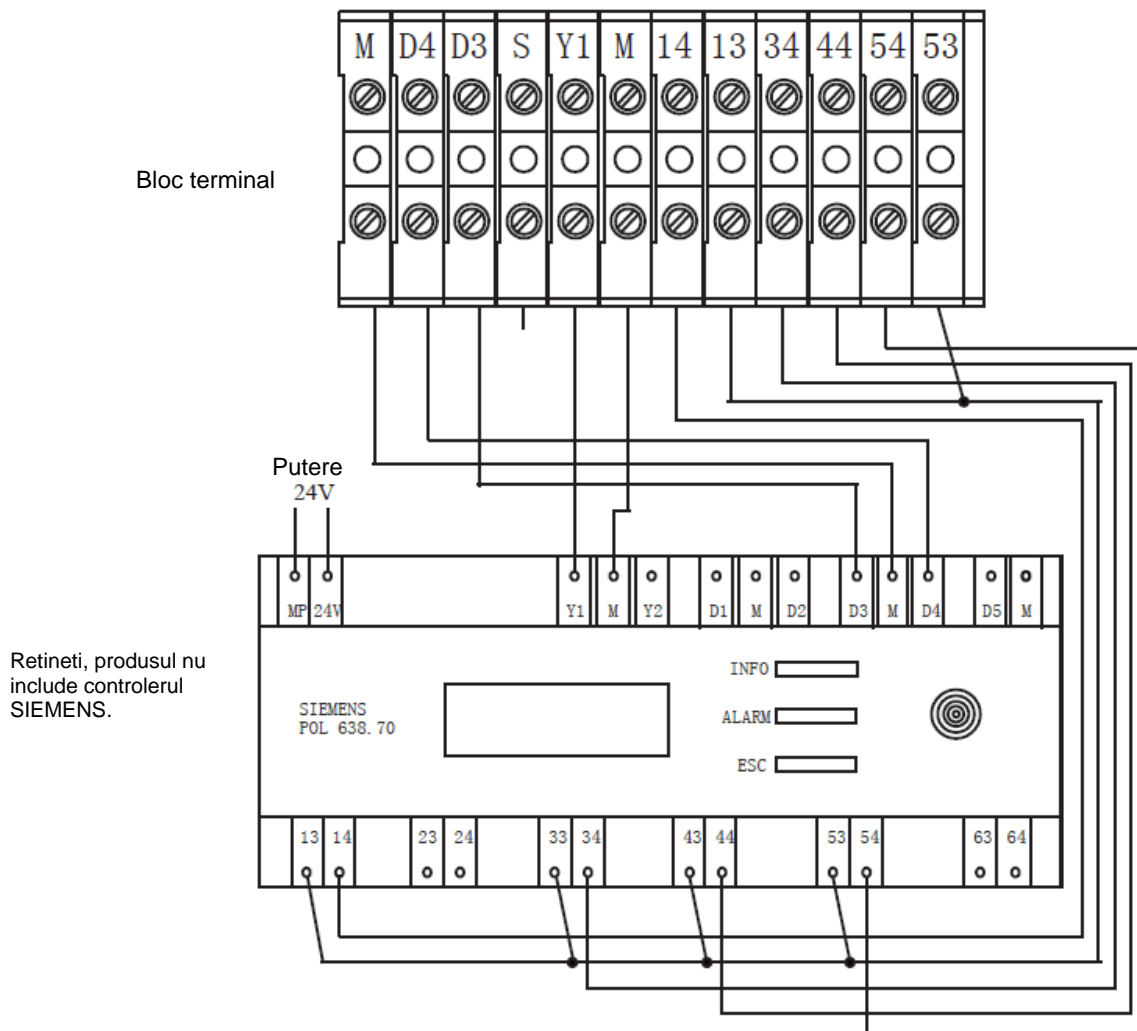 M D4 D3 S Y1 M 14 13 34 44 54 53
Bloc terminal
Putere
24V
MP 24V Y1 M Y2 D1 M D2 D3 M D4 D5 M
Retineti, produsul nu
include controlerul
SIEMENS.
SIEMENS
POL 638.70
INFO
ALARM
ESC
13 14 23 24 33 34 43 44 53 54 63 64